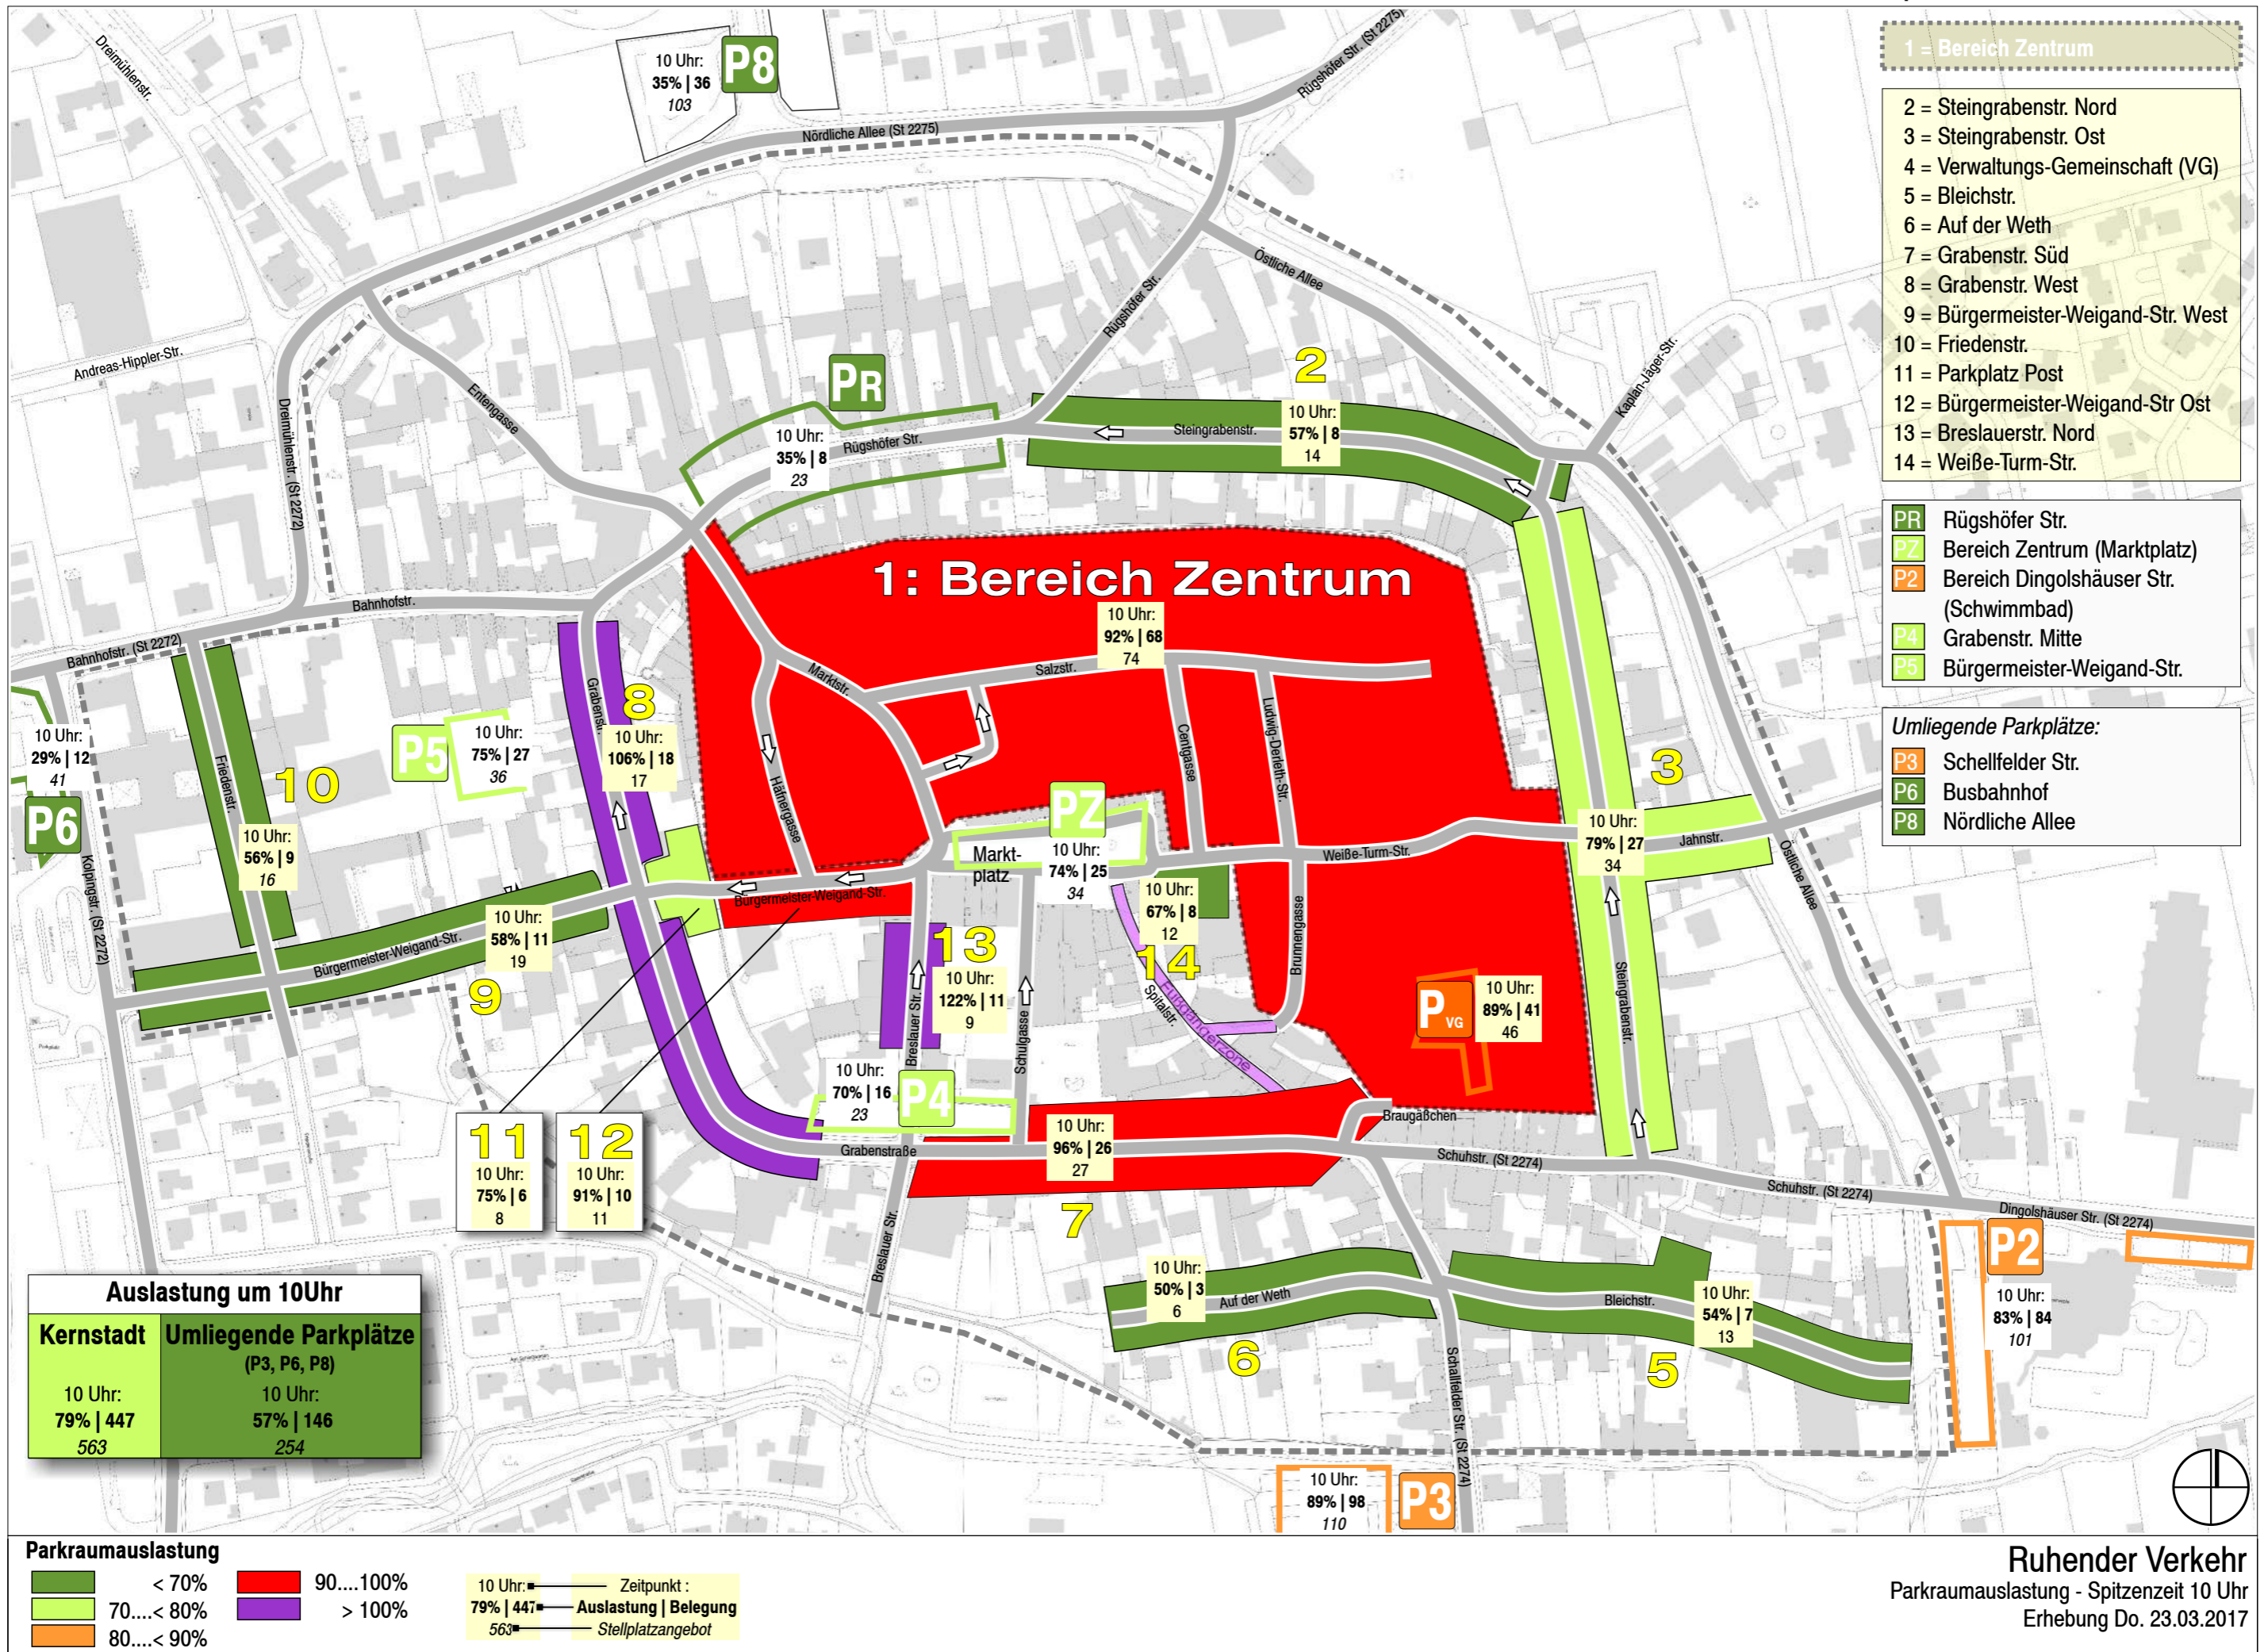 Dreimühlenstr.
10 Uhr:
35% | 36
103
P8
Rügshöfer Str. (St 2275)
Nördliche Allee (St 2275)
1 = Bereich Zentrum
2 = Steingrabenstr. Nord
3 = Steingrabenstr. Ost
4 = Verwaltungs-Gemeinschaft (VG)
5 = Bleichstr.
6 = Auf der Weth
7 = Grabenstr. Süd
8 = Grabenstr. West
9 = Bürgermeister-Weigand-Str. West
10 = Friedenstr.
11 = Parkplatz Post
12 = Bürgermeister-Weigand-Str Ost
13 = Breslauerstr. Nord
14 = Weiße-Turm-Str.
PR Rügshöfer Str.
PZ Bereich Zentrum (Marktplatz)
P2 Bereich Dingolshäuser Str.
(Schwimmbad)
P4 Grabenstr. Mitte
P5 Bürgermeister-Weigand-Str.
Umliegende Parkplätze:
P3 Schellfelder Str.
P6 Busbahnhof
P8 Nördliche Allee
Östliche Allee
Rügshöfer Str.
Andreas-Hippler-Str.
Entengasse
Dreimühlenstr. (St 2272)
Kaplan-Jäger-Str.
PR
10 Uhr:
35% | 8
23
Rügshöfer Str.
2
10 Uhr:
57% | 8
14
Steingrabenstr.
1: Bereich Zentrum
10 Uhr:
92% | 68
74
Bahnhofstr.
Bahnhofstr. (St 2272)
Marktstr.
Salzstr.
Centgasse
Ludwig-Derleth-Str.
Häfnergasse
Grabenstr.
8
10 Uhr:
106% | 18
17
P5
10 Uhr:
75% | 27
36
10
Friedenstr.
10 Uhr:
56% | 9
16
10 Uhr:
29% | 12
41
P6
Kolpingstr. (St 2272)
3
10 Uhr:
79% | 27
34
Jahnstr.
Östliche Allee
PZ
Markt-
platz
10 Uhr:
74% | 25
34
Weiße-Turm-Str.
10 Uhr:
67% | 8
12
14
Bürgermeister-Weigand-Str.
Bürgermeister-Weigand-Str.
10 Uhr:
58% | 11
19
9
13
10 Uhr:
122% | 11
9
Breslauer Str.
Schulgasse
Spitalstr.
Fußgängerzone
Brunnengasse
PVG
10 Uhr:
89% | 41
46
Steingrabenstr.
10 Uhr:
70% | 16
23
P4
Braugäßchen
11
10 Uhr:
75% | 6
8
12
10 Uhr:
91% | 10
11
Grabenstraße
10 Uhr:
96% | 26
27
7
Schuhstr. (St 2274)
Schuhstr. (St 2274)
Dingolshäuser Str. (St 2274)
P2
10 Uhr:
83% | 84
101
Breslauer Str.
10 Uhr:
50% | 3
6
Auf der Weth
6
Bleichstr.
10 Uhr:
54% | 7
13
5
Schallfelder Str. (St 2274)
10 Uhr:
89% | 98
110
P3
Auslastung um 10Uhr
Kernstadt
10 Uhr:
79% | 447
563
Umliegende Parkplätze
(P3, P6, P8)
10 Uhr:
57% | 146
254
Parkraumauslastung
< 70%
70....< 80%
80....< 90%
90....100%
> 100%
10 Uhr: Zeitpunkt :
79% | 447 Auslastung | Belegung
563 Stellplatzangebot
Ruhender Verkehr
Parkraumauslastung - Spitzenzeit 10 Uhr
Erhebung Do. 23.03.2017